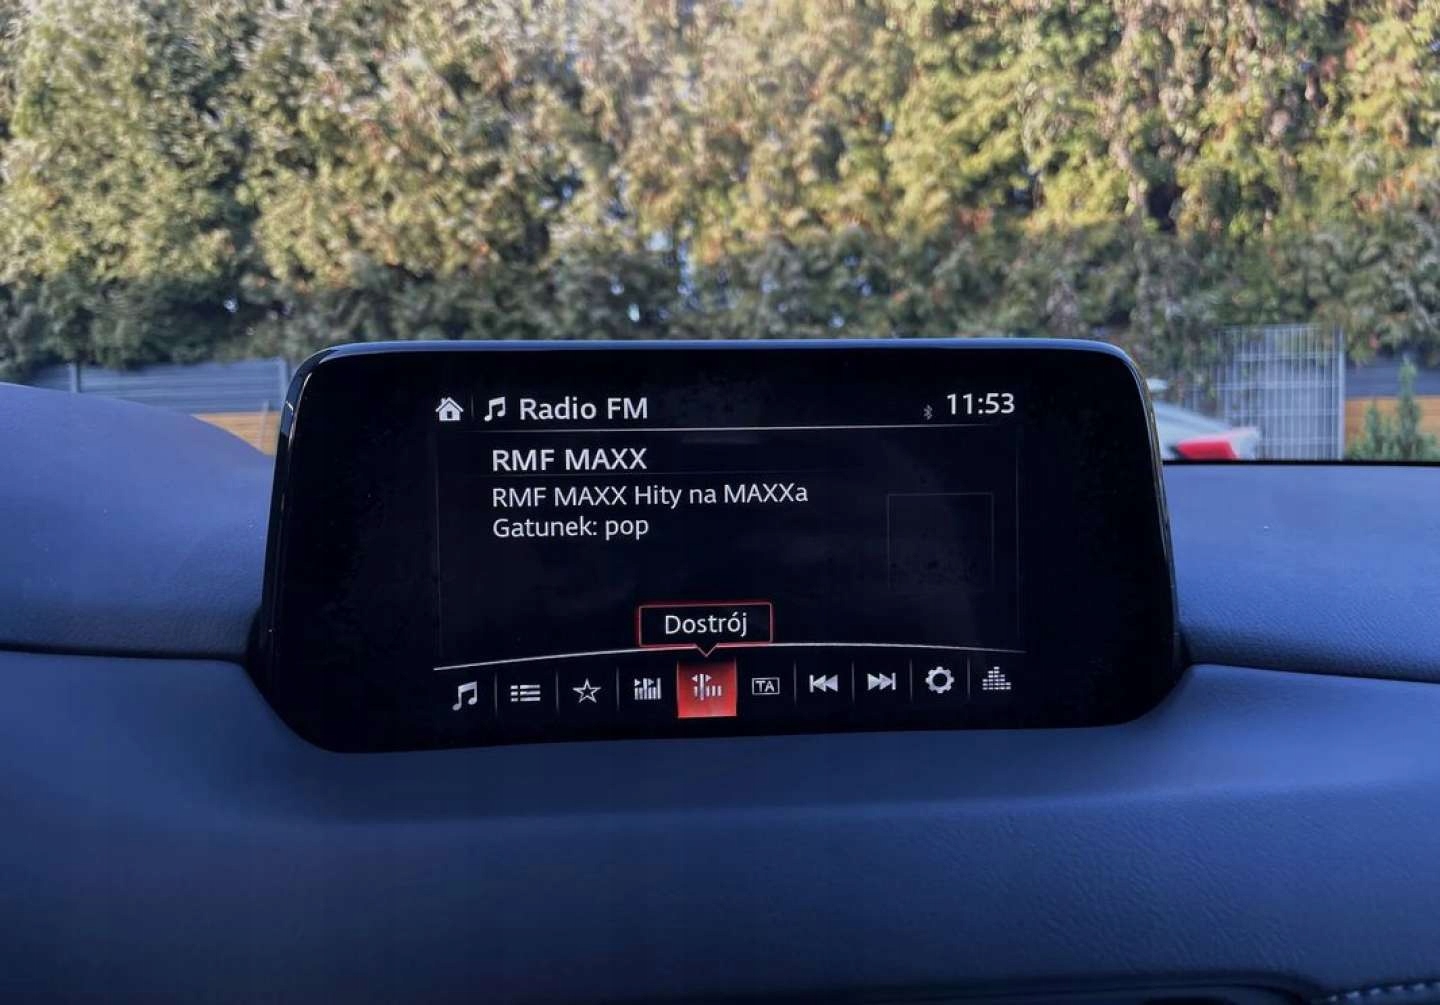 Radio FM
11:53
RMF MAXX
RMF MAXX Hity na MAXXa
Gatunek: pop
Dostrój
TA